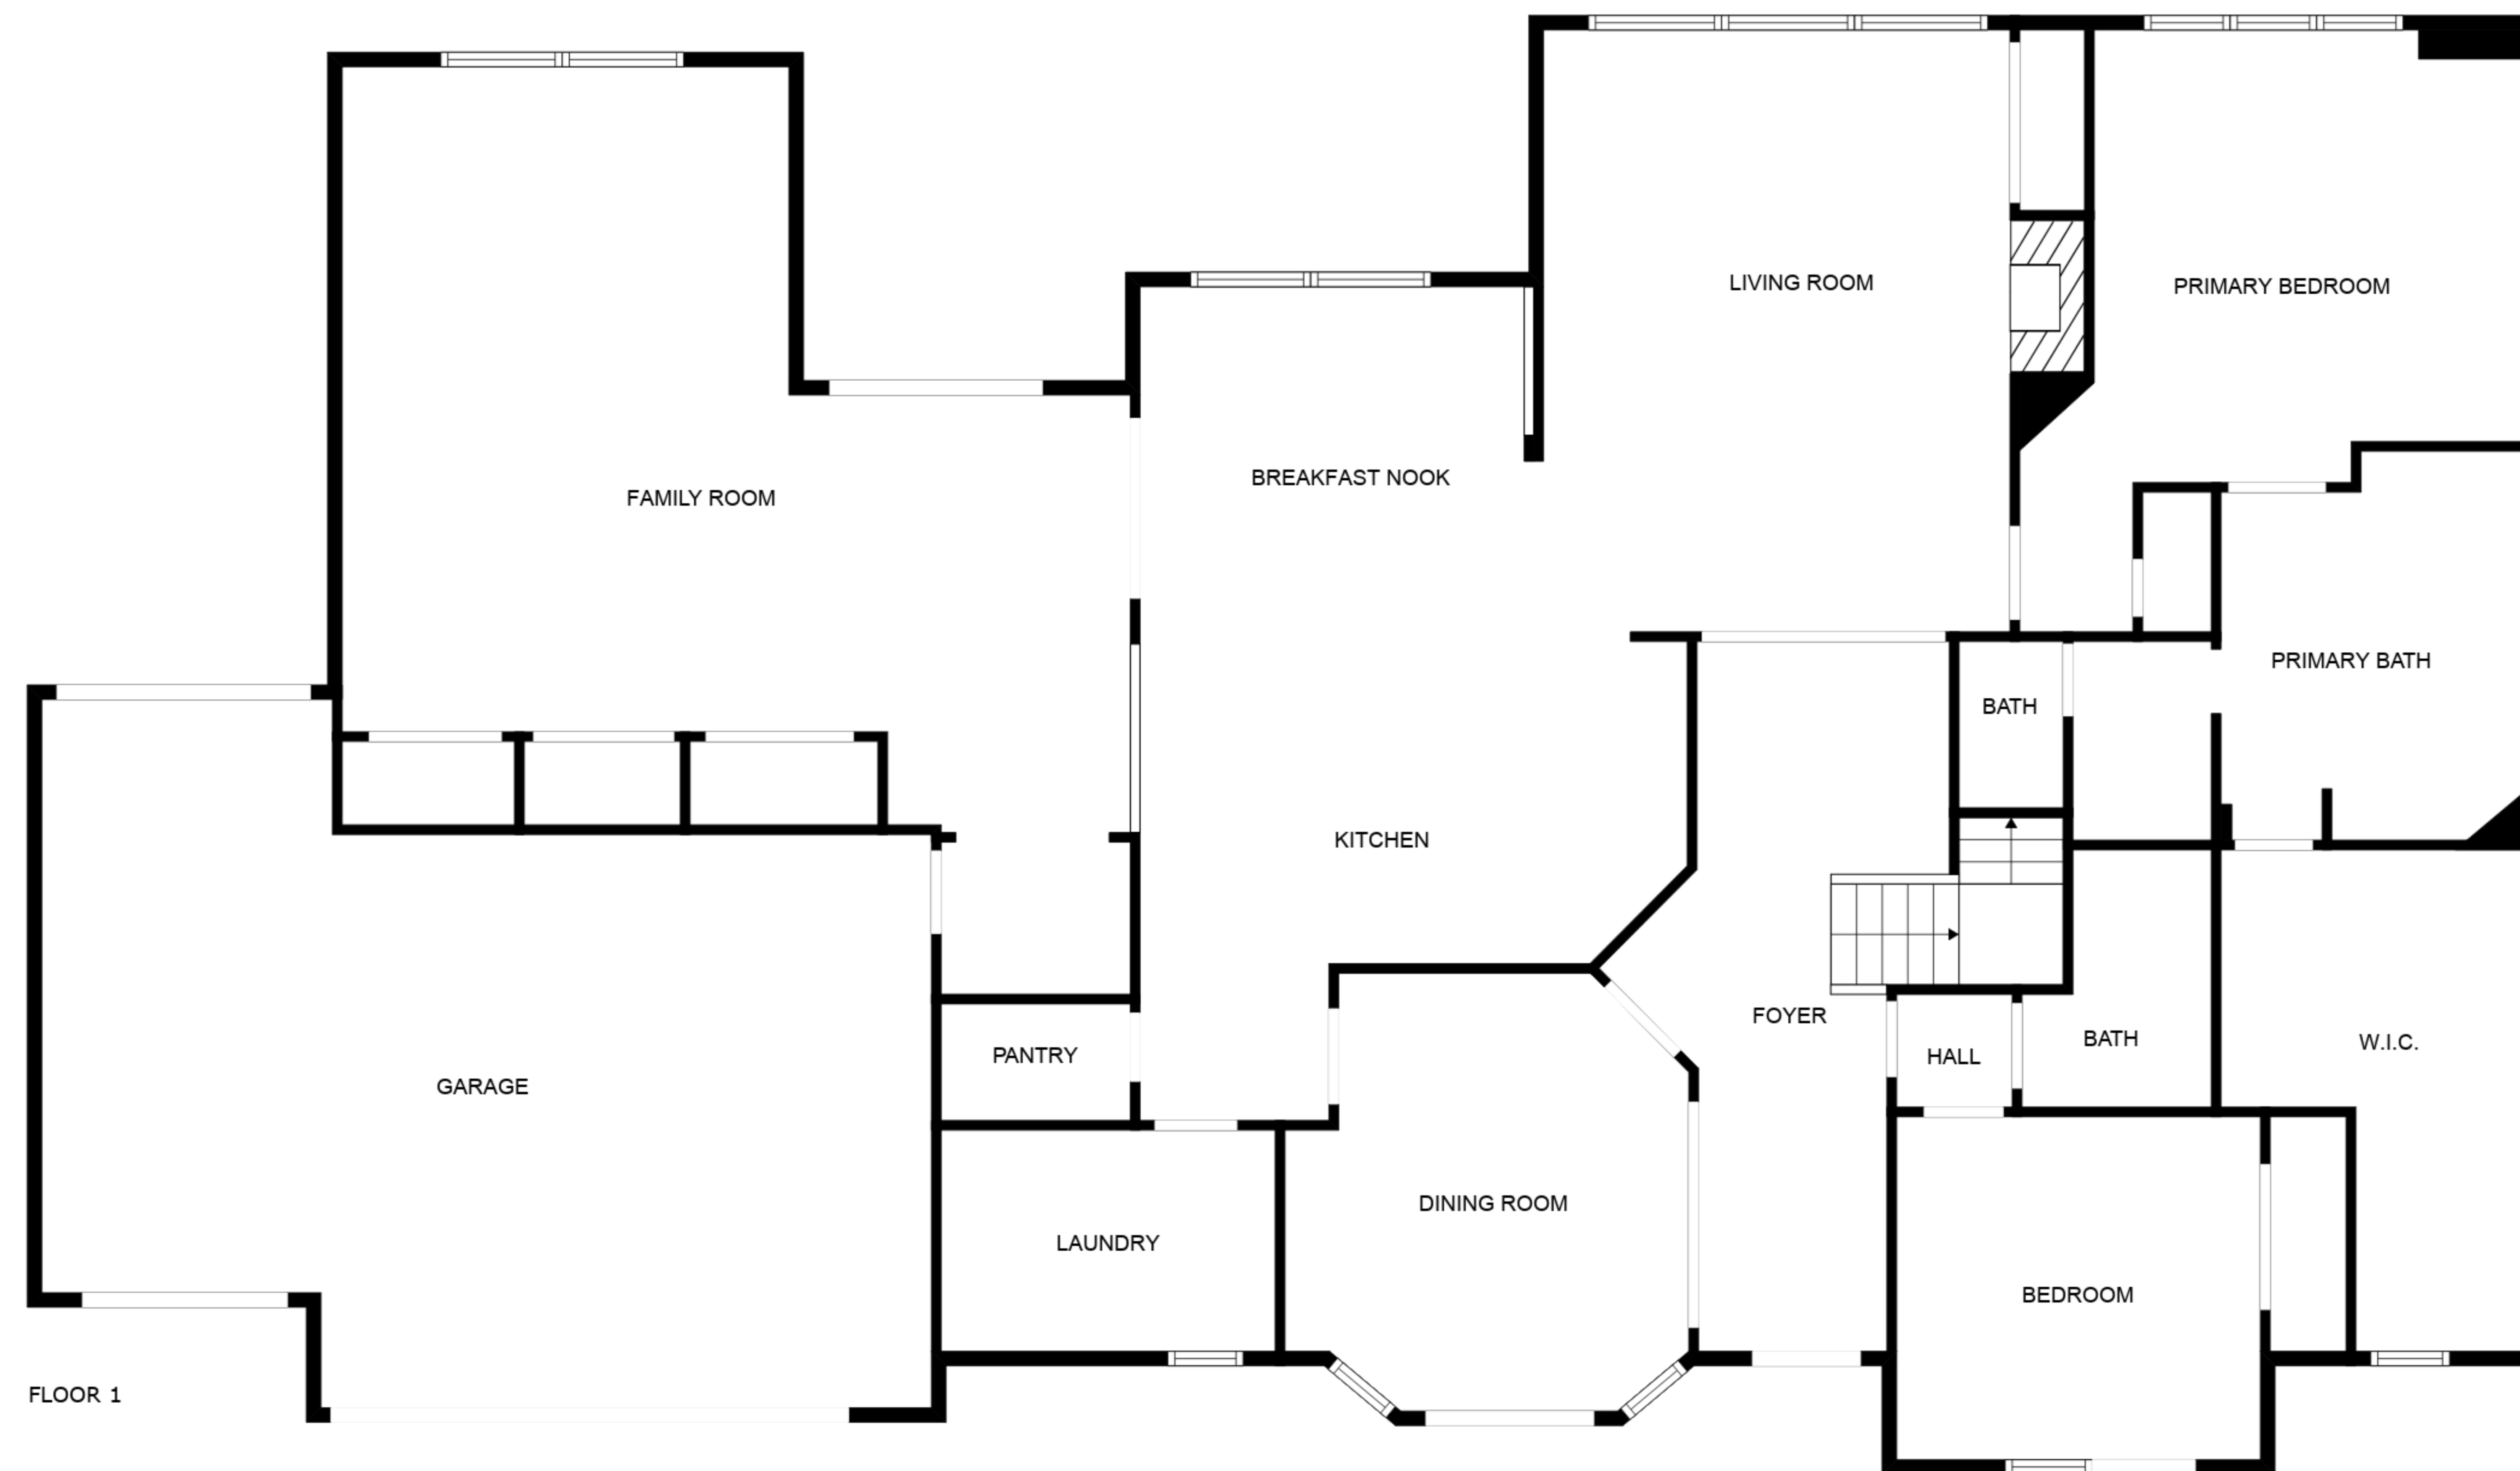 LIVING ROOM
PRIMARY BEDROOM
BREAKFAST NOOK
FAMILY ROOM
PRIMARY BATH
BATH
KITCHEN
FOYER
BATH
W.I.C.
PANTRY
HALL
GARAGE
DINING ROOM
LAUNDRY
BEDROOM
FLOOR 1